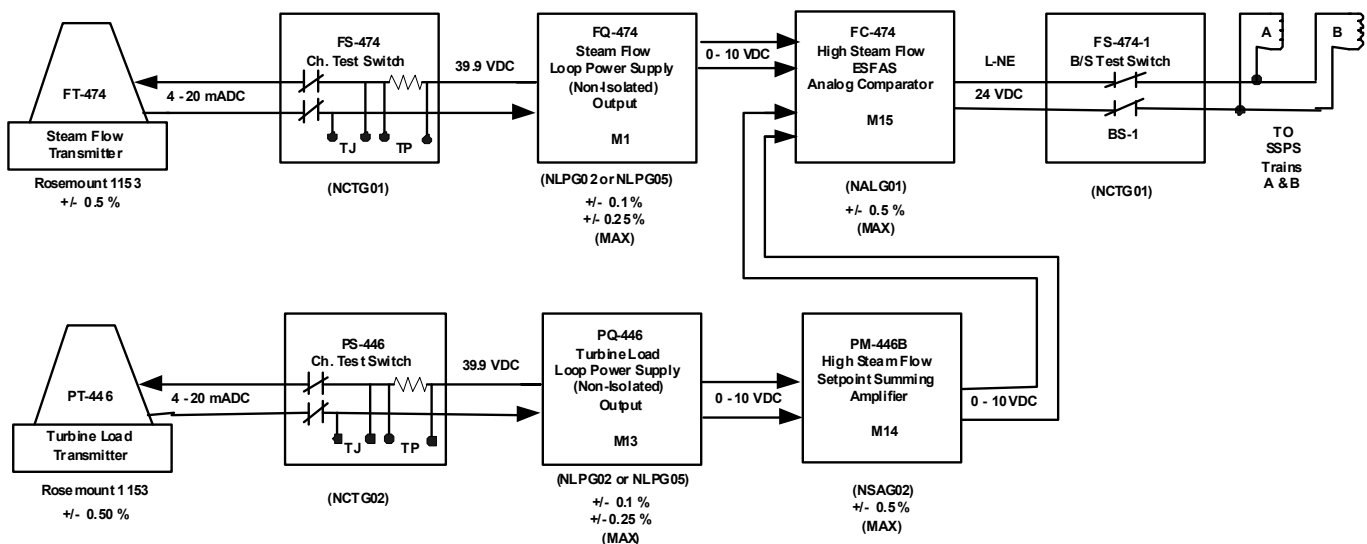 FT-474
Steam Flow
Transmitter
Rosemount 1153
+/- 0.5 %
4 - 20 mADC
FS-474
Ch. Test Switch
TJ
TP
(NCTG01)
39.9 VDC
FQ-474
Steam Flow
Loop Power Supply
(Non-Isolated)
Output
M1
(NLPG02 or NLPG05)
+/- 0.1 %
+/- 0.25 %
(MAX)
0 - 10 VDC
FC-474
High Steam Flow
ESFAS
Analog Comparator
M15
(NALG01)
+/- 0.5 %
(MAX)
L-NE
24 VDC
FS-474-1
B/S Test Switch
BS-1
(NCTG01)
A
B
TO
SSPS
Trains
A & B
PT-446
Turbine Load
Transmitter
Rosemount 1153
+/- 0.50 %
4 - 20 mADC
PS-446
Ch. Test Switch
TJ
TP
(NCTG02)
39.9 VDC
PQ-446
Turbine Load
Loop Power Supply
(Non-Isolated)
Output
M13
(NLPG02 or NLPG05)
+/- 0.1 %
+/- 0.25 %
(MAX)
0 - 10 VDC
PM-446B
High Steam Flow
Setpoint Summing
Amplifier
M14
(NSAG02)
+/- 0.5 %
(MAX)
0 - 10 VDC